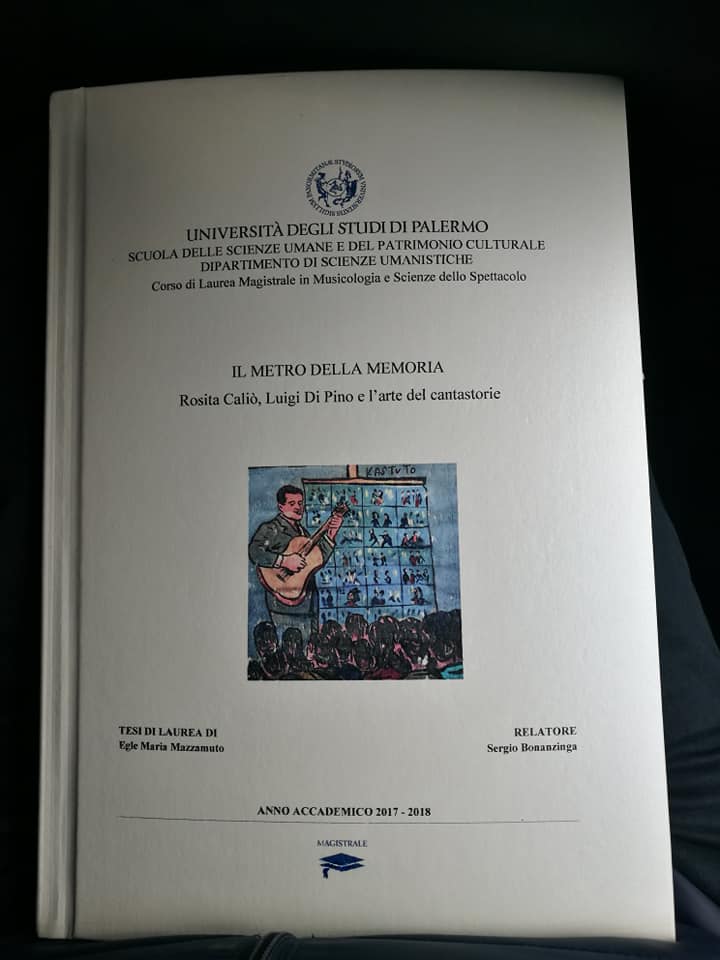 UNIVERSITÀ DEGLI STUDI DI PALERMO
SCUOLA DELLE SCIENZE UMANE E DEL PATRIMONIO CULTURALE
DIPARTIMENTO DI SCIENZE UMANISTICHE
Corso di Laurea Magistrale in Musicologia e Scienze dello Spettacolo
IL METRO DELLA MEMORIA
Rosita Caliò, Luigi Di Pino e l'arte del cantastorie
TESI DI LAUREA DI
Egle Maria Mazzamuto
RELATORE
Sergio Bonanzinga
ANNO ACCADEMICO 2017 - 2018
MAGISTRALE